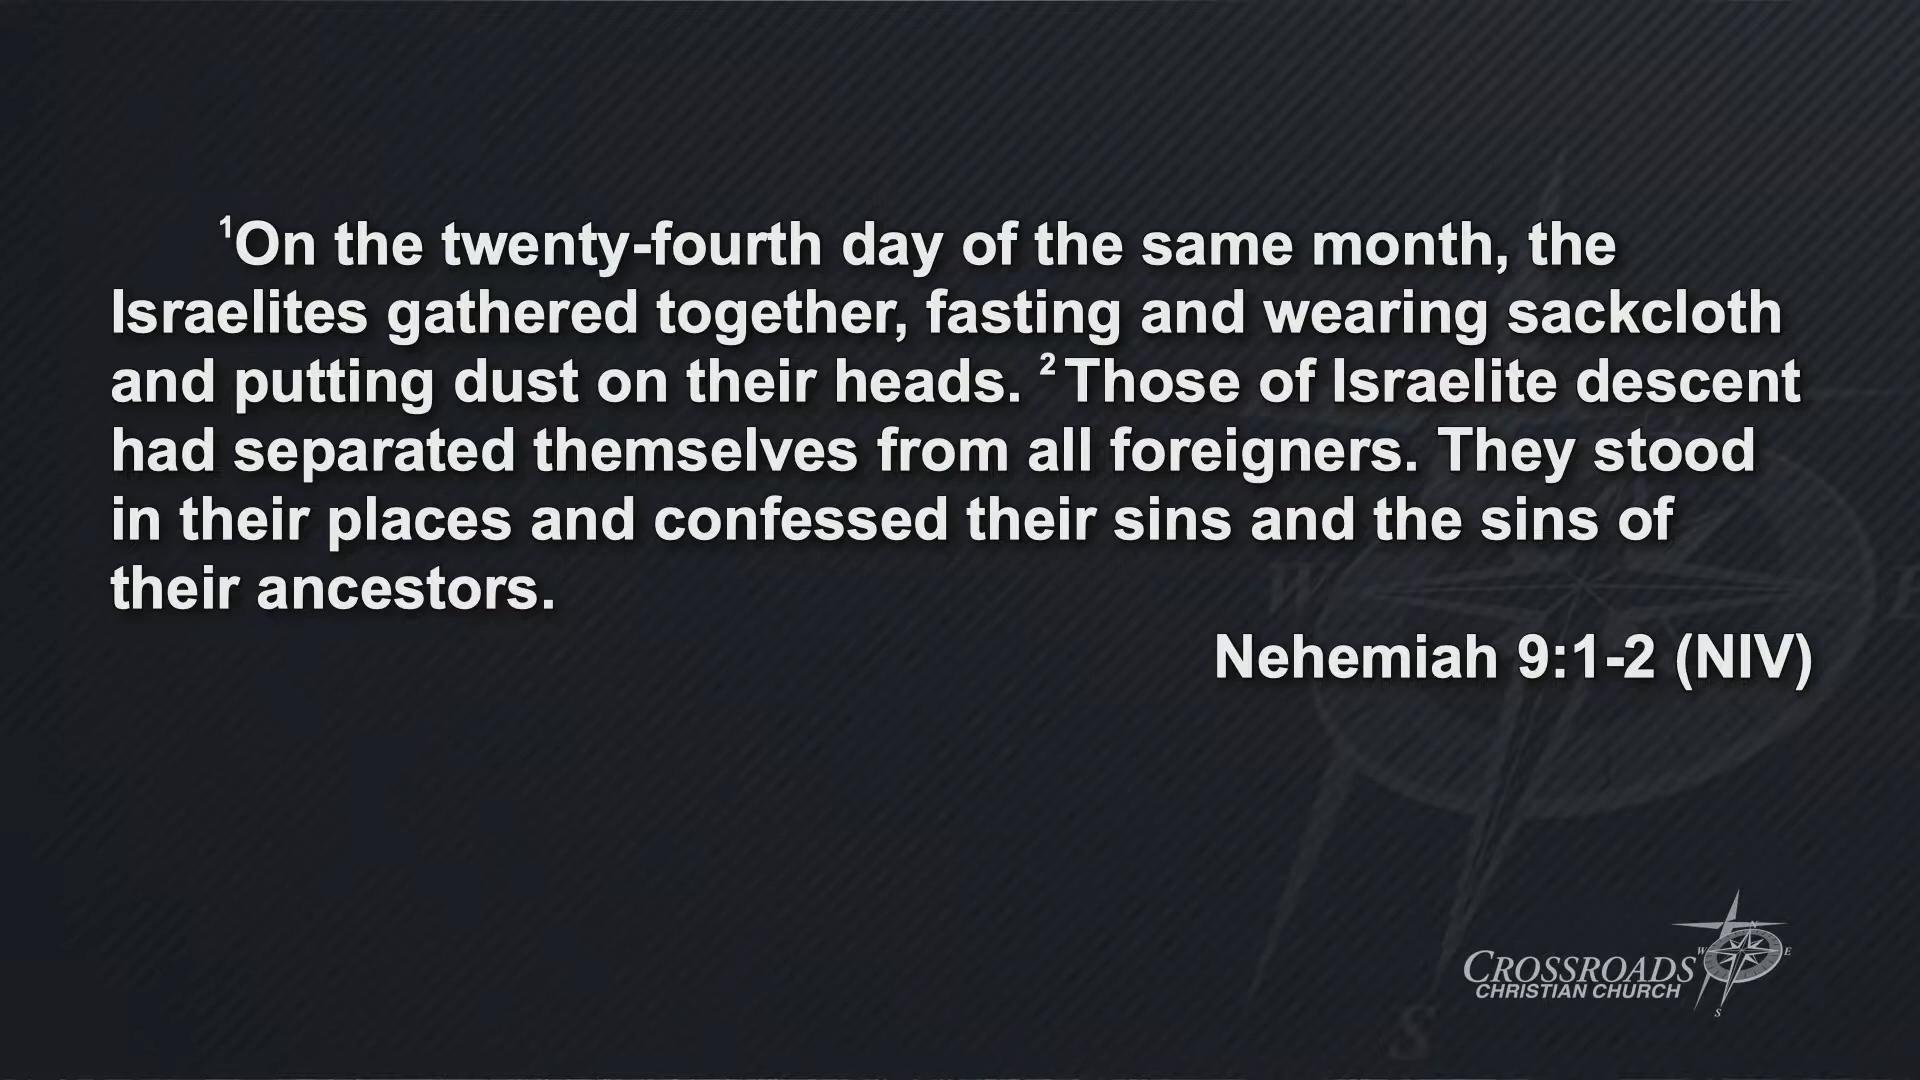 ¹On the twenty-fourth day of the same month, the
Israelites gathered together, fasting and wearing sackcloth
and putting dust on their heads. ² Those of Israelite descent
had separated themselves from all foreigners. They stood
in their places and confessed their sins and the sins of
their ancestors.
Nehemiah 9:1-2 (NIV)
W E
S
N
W E
CROSSROADS
CHRISTIAN CHURCH
S